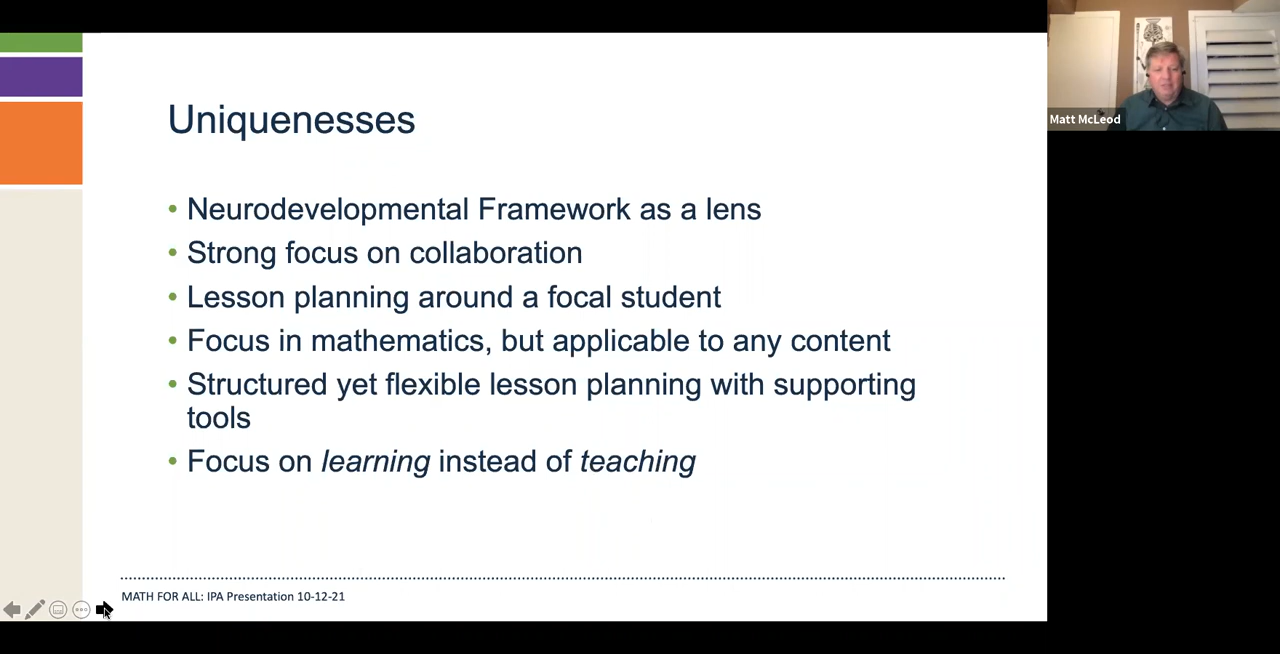 Uniquenesses
• Neurodevelopmental Framework as a lens
• Strong focus on collaboration
• Lesson planning around a focal student
• Focus in mathematics, but applicable to any content
• Structured yet flexible lesson planning with supporting
tools
• Focus on learning instead of teaching
MATH FOR ALL: IPA Presentation 10-12-21
Matt McLeod